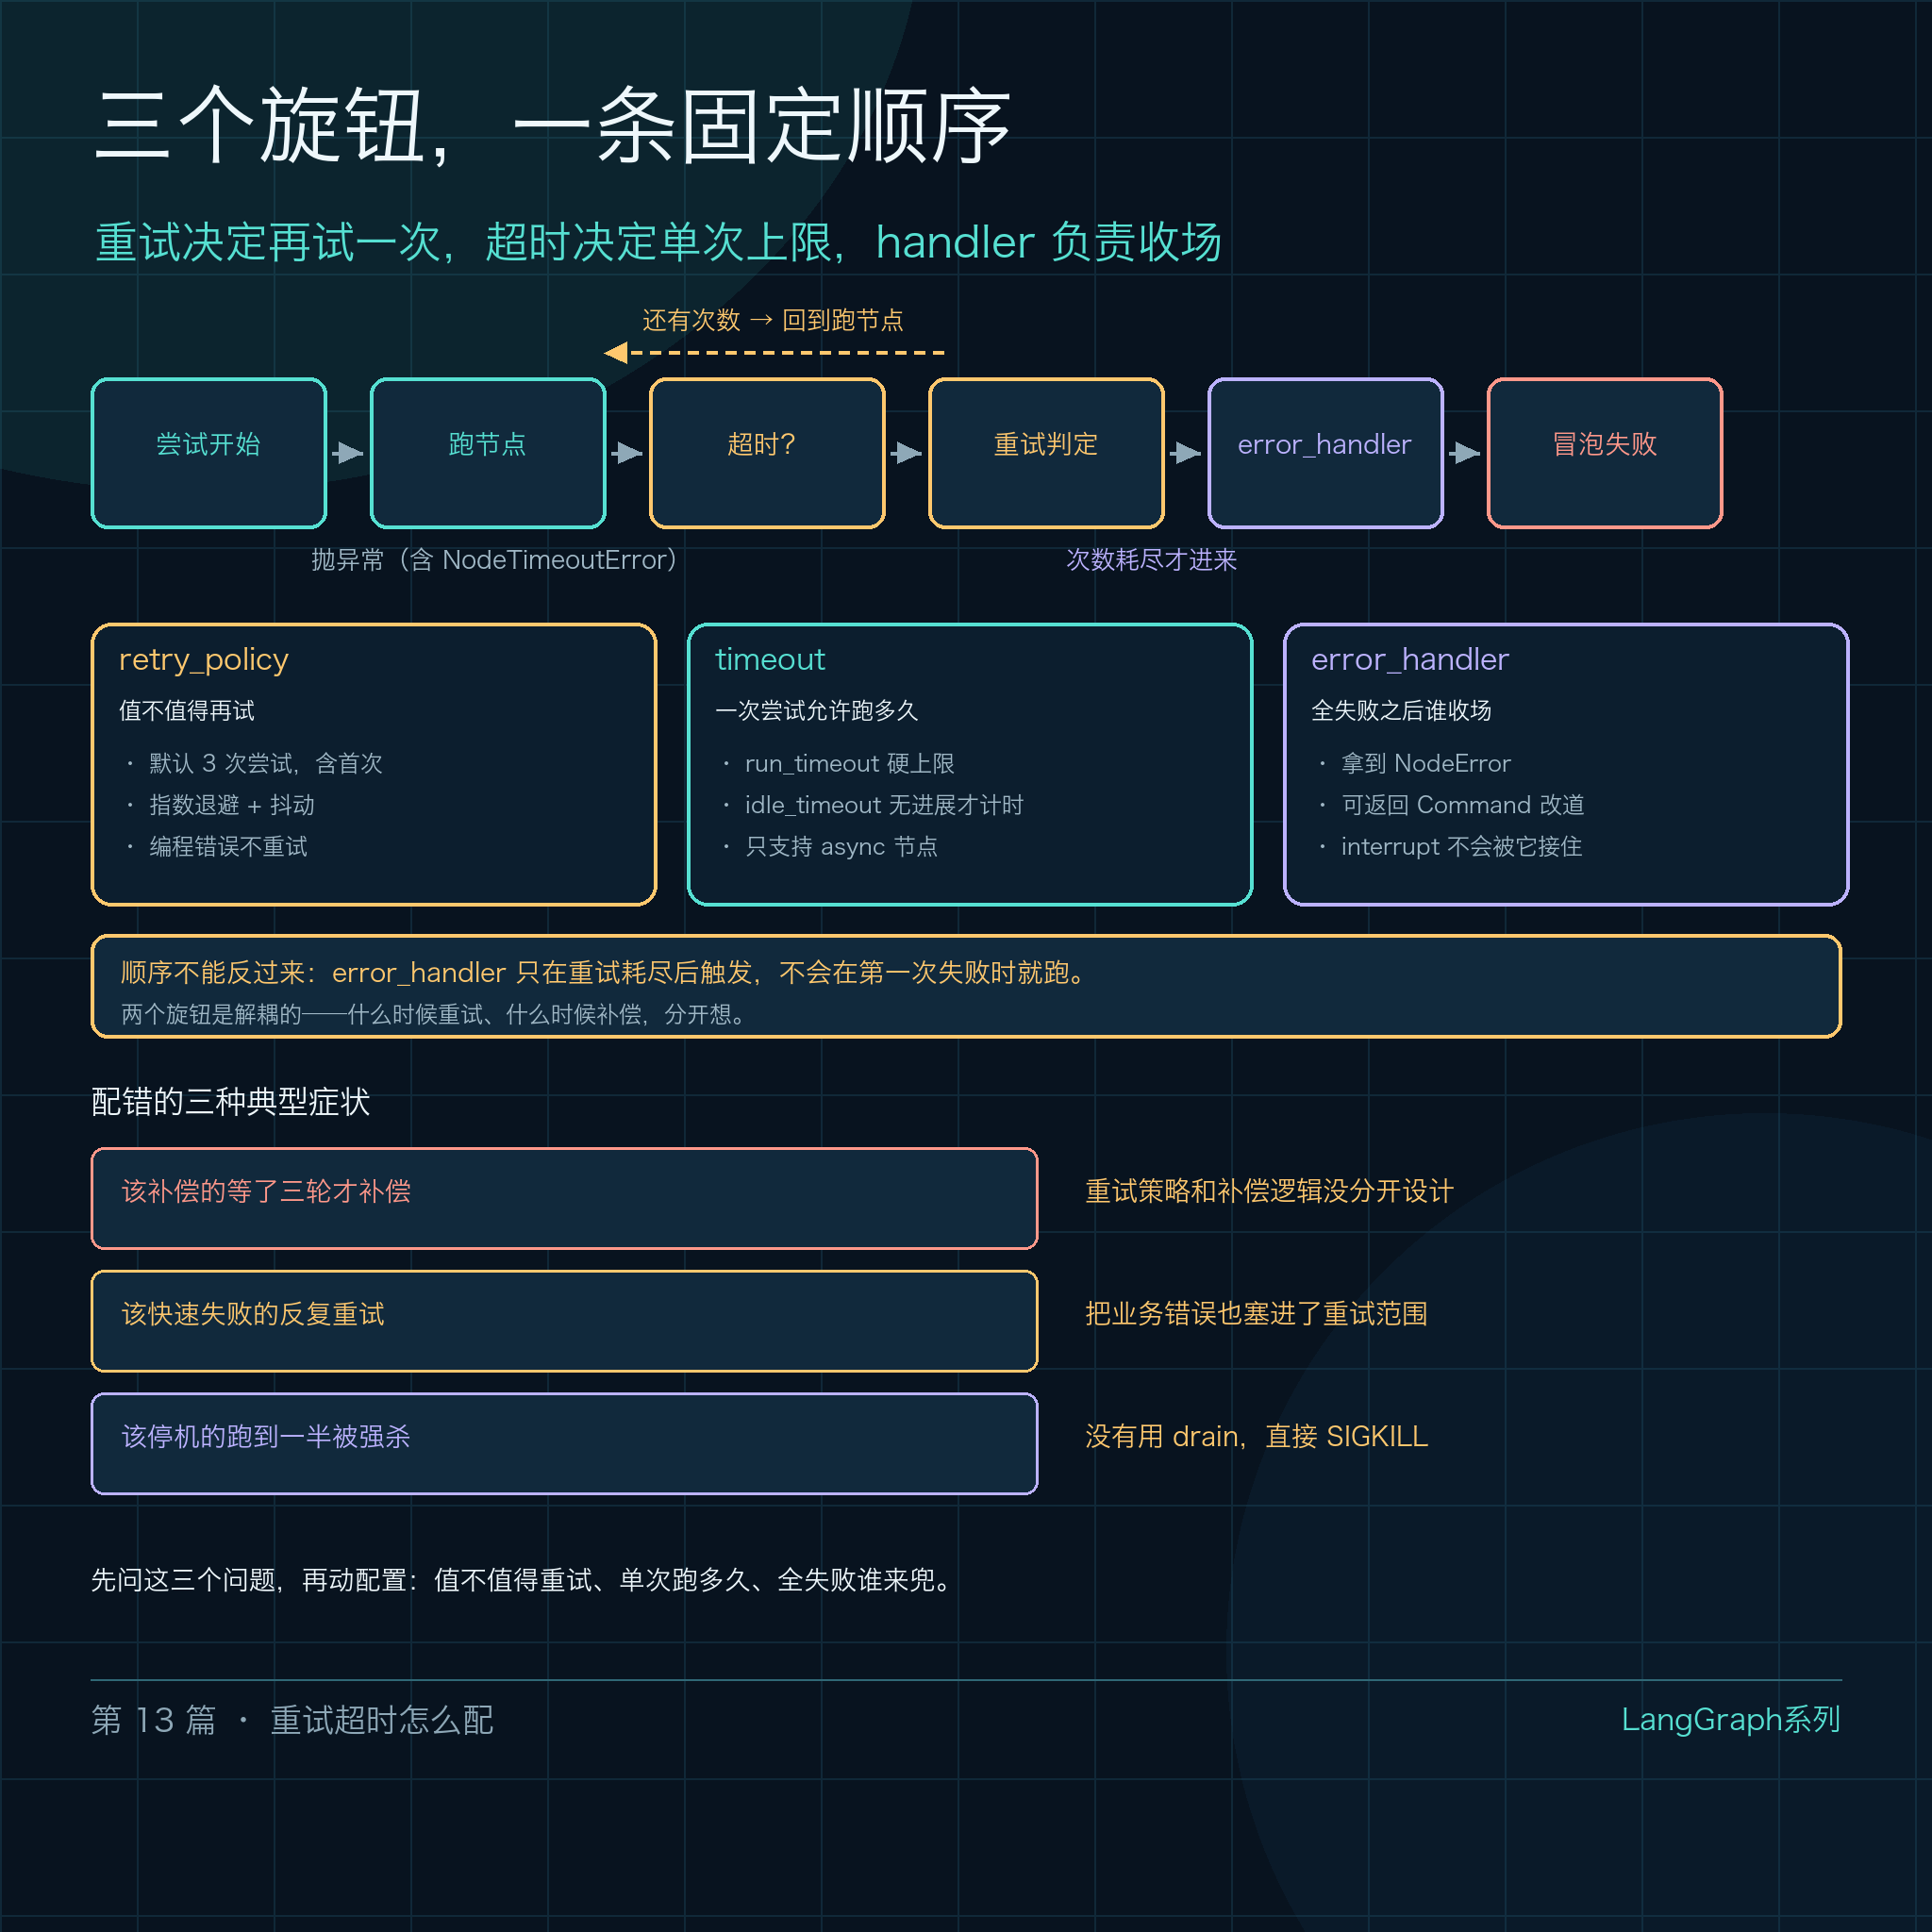 三个旋钮，一条固定顺序
重试决定再试一次，超时决定单次上限，handler 负责收场
还有次数 → 回到跑节点
尝试开始
跑节点
超时？
重试判定
error_handler
冒泡失败
抛异常（含 NodeTimeoutError）
次数耗尽才进来
retry_policy
值不值得再试
· 默认 3 次尝试，含首次
· 指数退避 + 抖动
· 编程错误不重试
timeout
一次尝试允许跑多久
· run_timeout 硬上限
· idle_timeout 无进展才计时
· 只支持 async 节点
error_handler
全失败之后谁收场
· 拿到 NodeError
· 可返回 Command 改道
· interrupt 不会被它接住
顺序不能反过来：error_handler 只在重试耗尽后触发，不会在第一次失败时就跑。
两个旋钮是解耦的——什么时候重试、什么时候补偿，分开想。
配错的三种典型症状
该补偿的等了三轮才补偿
重试策略和补偿逻辑没分开设计
该快速失败的反复重试
把业务错误也塞进了重试范围
该停机的跑到一半被强杀
没有用 drain，直接 SIGKILL
先问这三个问题，再动配置：值不值得重试、单次跑多久、全失败谁来兜。
第 13 篇 · 重试超时怎么配
LangGraph系列